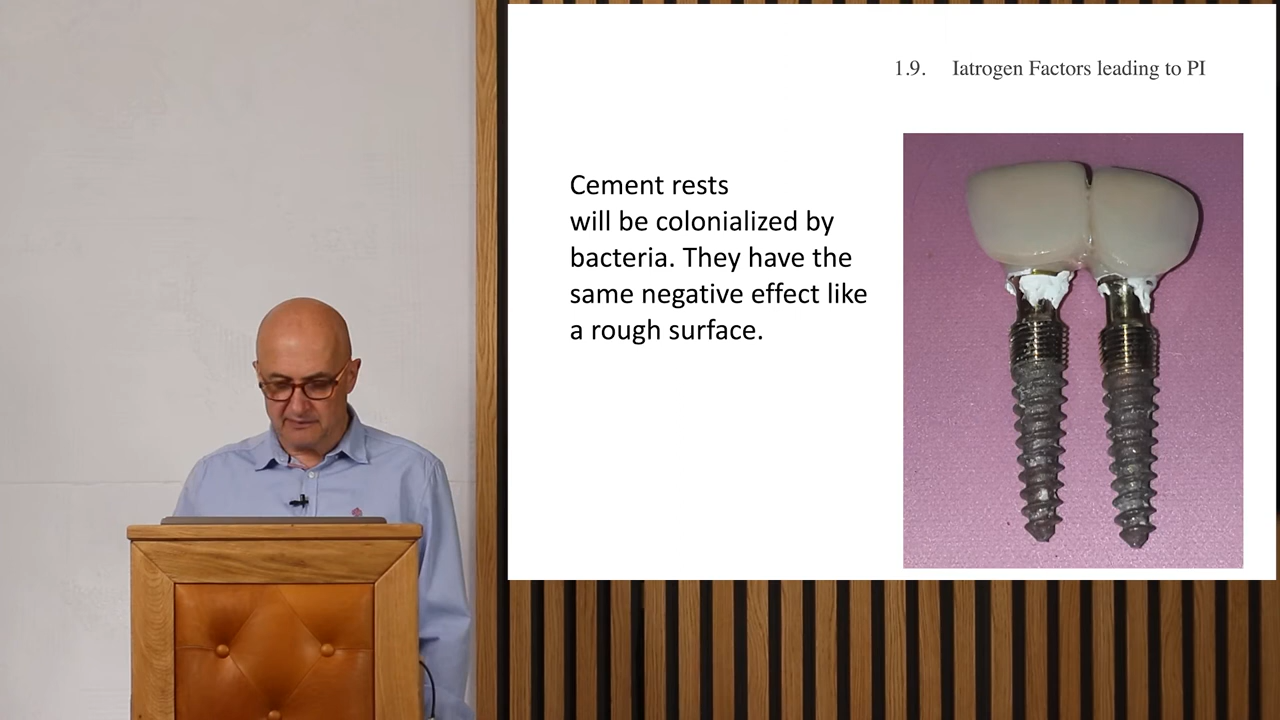 1.9. Iatrogen Factors leading to PI
Cement rests
will be colonialized by
bacteria. They have the
same negative effect like
a rough surface.